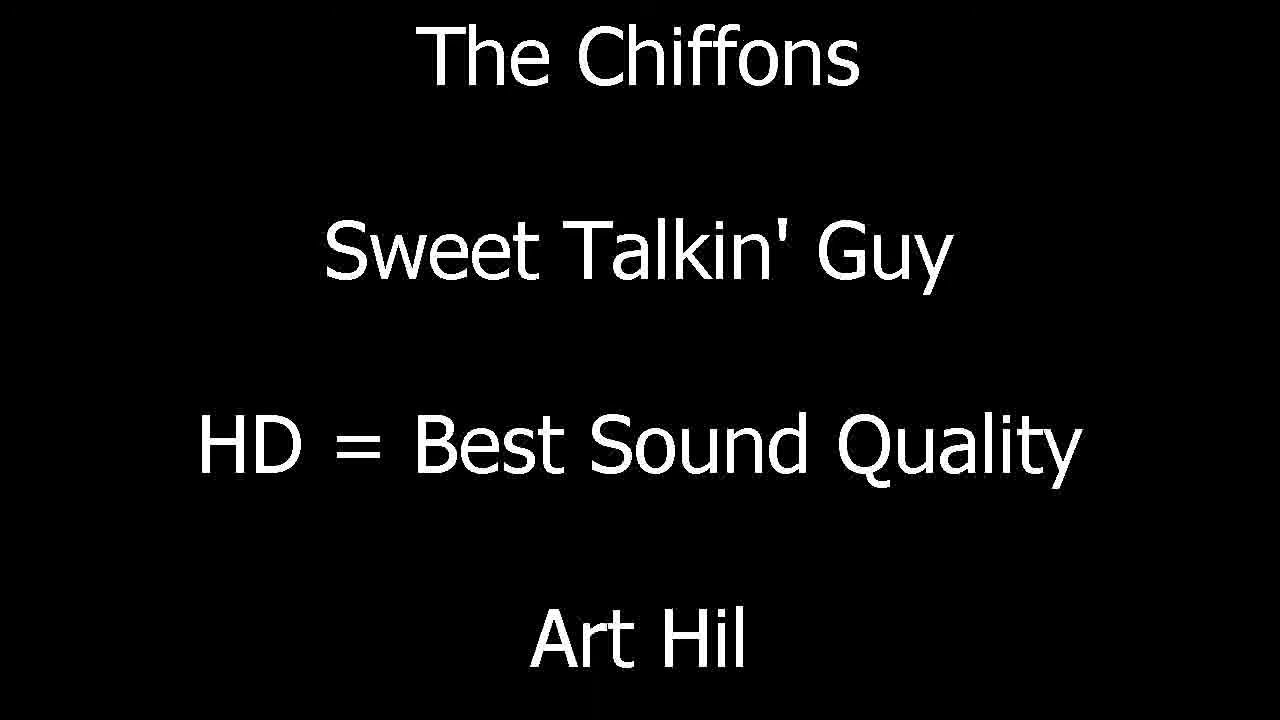 The Chiffons
Sweet Talkin' Guy
HD = Best Sound Quality
Art Hil